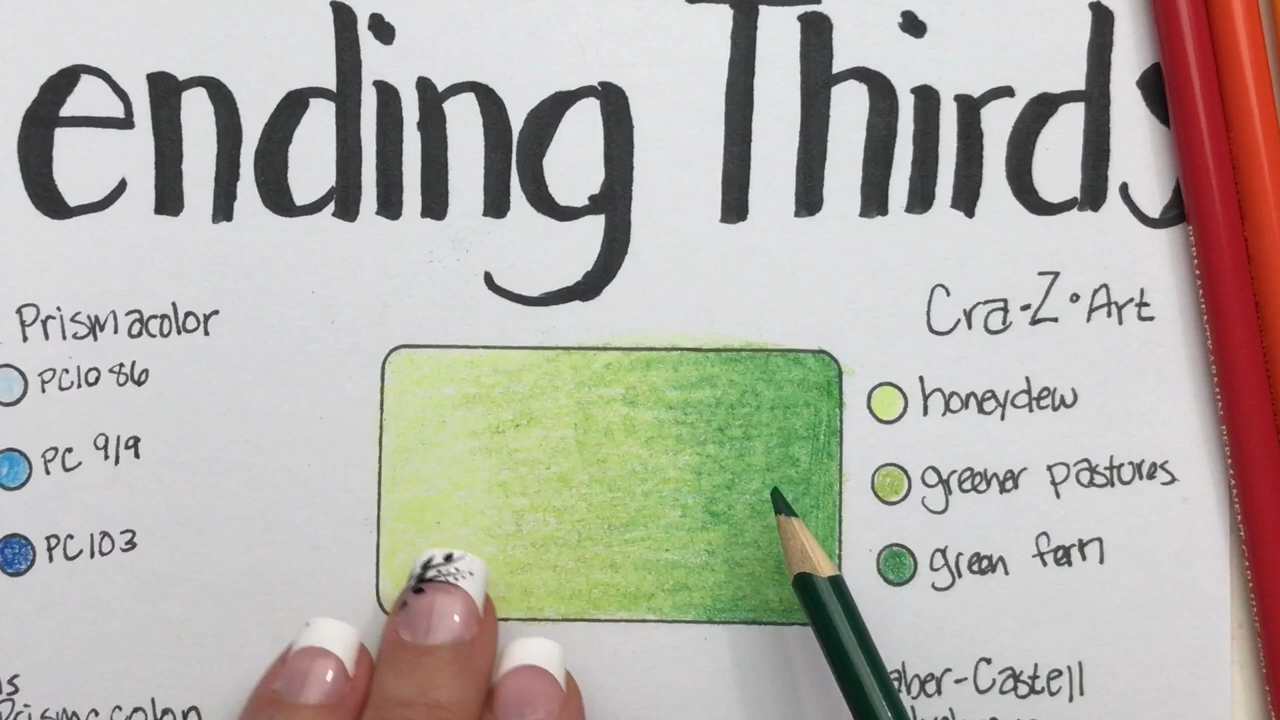 ending Thirds
Prismacolor
PC1086
PC 919
PC103
Cra-Z-Art
honeydew
greener pastures
green fern
aber-Castell